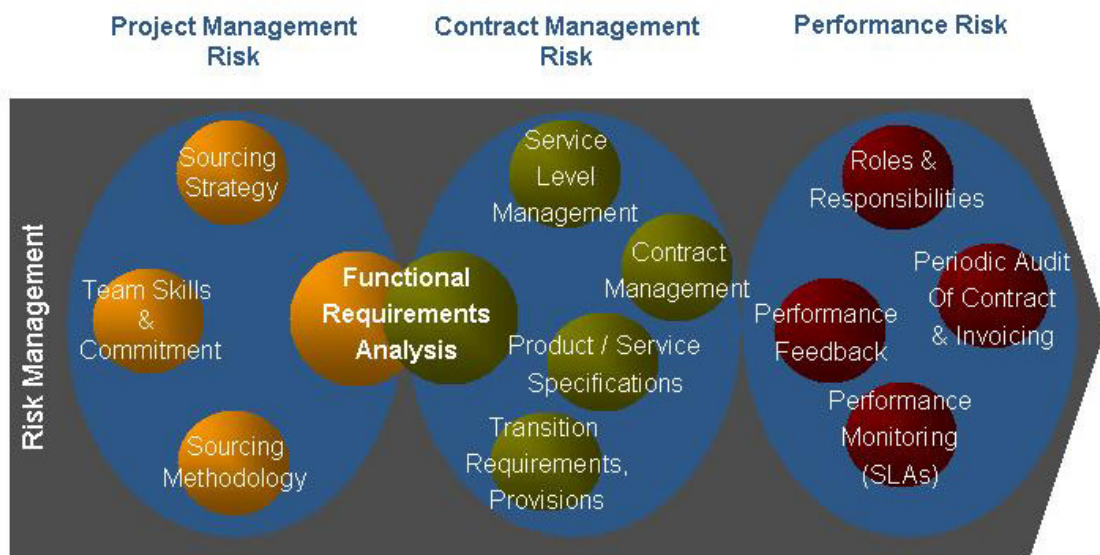 Project Management
Risk
Contract Management
Risk
Performance Risk
Risk Management
Sourcing
Strategy
Team Skills
&
Commitment
Sourcing
Methodology
Functional
Requirements
Analysis
Service
Level
Management
Contract
Management
Product / Service
Specifications
Transition
Requirements,
Provisions
Roles &
Responsibilities
Periodic Audit
Of Contract
& Invoicing
Performance
Feedback
Performance
Monitoring
(SLAs)